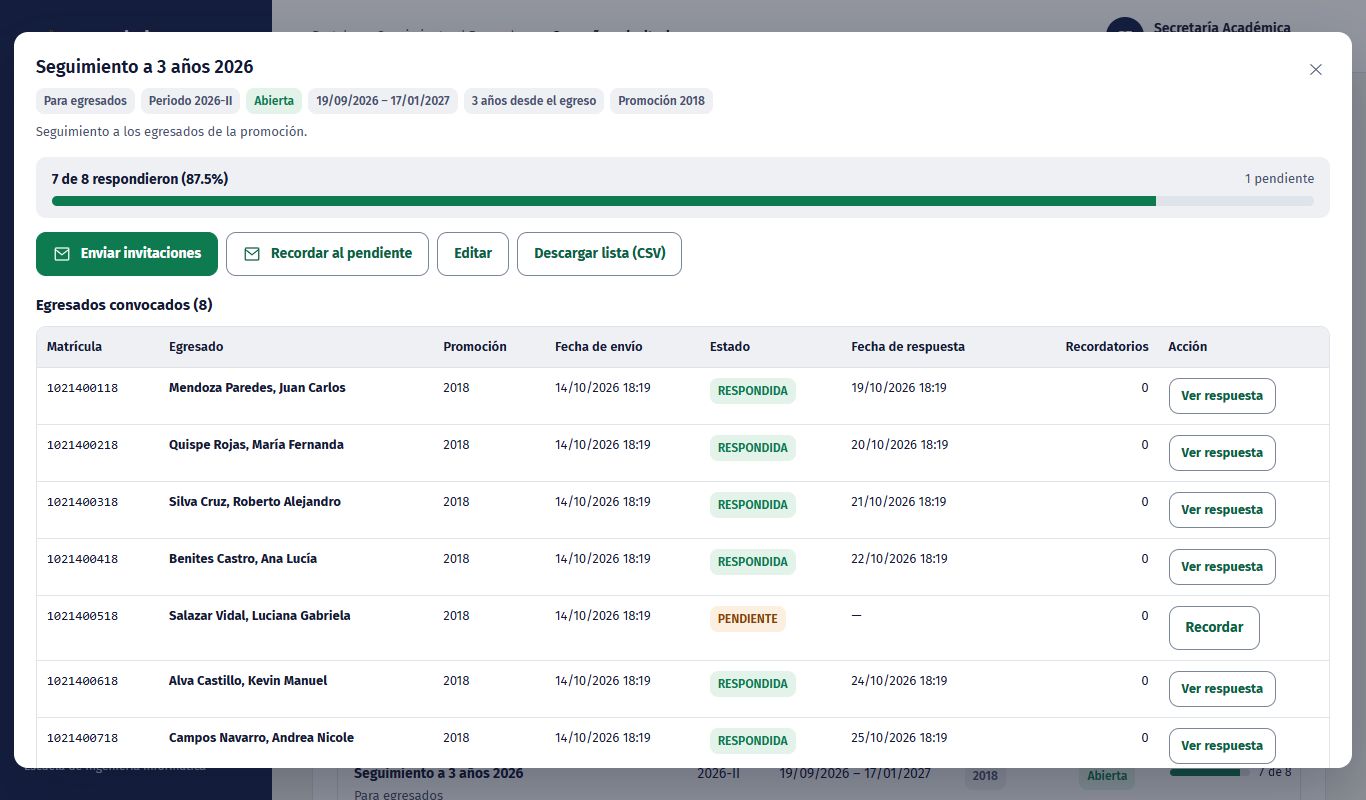 Secretaría Académica
Seguimiento a 3 años 2026
Para egresados Periodo 2026-II Abierta 19/09/2026 – 17/01/2027 3 años desde el egreso Promoción 2018
Seguimiento a los egresados de la promoción.
7 de 8 respondieron (87.5%) 1 pendiente
Enviar invitaciones Recordar al pendiente Editar Descargar lista (CSV)
Egresados convocados (8)
Matrícula Egresado Promoción Fecha de envío Estado Fecha de respuesta Recordatorios Acción
1021400118 Mendoza Paredes, Juan Carlos 2018 14/10/2026 18:19 RESPONDIDA 19/10/2026 18:19 0 Ver respuesta
1021400218 Quispe Rojas, María Fernanda 2018 14/10/2026 18:19 RESPONDIDA 20/10/2026 18:19 0 Ver respuesta
1021400318 Silva Cruz, Roberto Alejandro 2018 14/10/2026 18:19 RESPONDIDA 21/10/2026 18:19 0 Ver respuesta
1021400418 Benites Castro, Ana Lucía 2018 14/10/2026 18:19 RESPONDIDA 22/10/2026 18:19 0 Ver respuesta
1021400518 Salazar Vidal, Luciana Gabriela 2018 14/10/2026 18:19 PENDIENTE — 0 Recordar
1021400618 Alva Castillo, Kevin Manuel 2018 14/10/2026 18:19 RESPONDIDA 24/10/2026 18:19 0 Ver respuesta
1021400718 Campos Navarro, Andrea Nicole 2018 14/10/2026 18:19 RESPONDIDA 25/10/2026 18:19 0 Ver respuesta
Seguimiento a 3 años 2026 2026-II 19/09/2026 – 17/01/2027 2018 Abierta 7 de 8
Para egresados